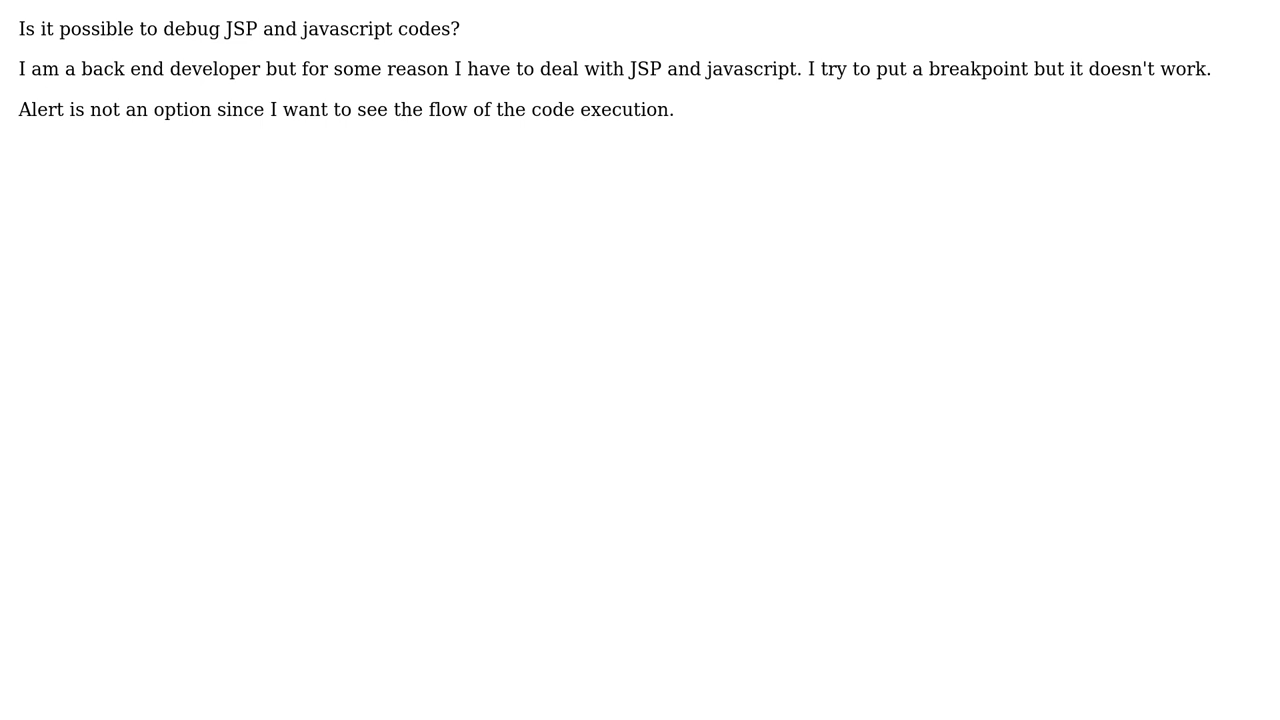 Is it possible to debug JSP and javascript codes?
I am a back end developer but for some reason I have to deal with JSP and javascript. I try to put a breakpoint but it doesn't work.
Alert is not an option since I want to see the flow of the code execution.